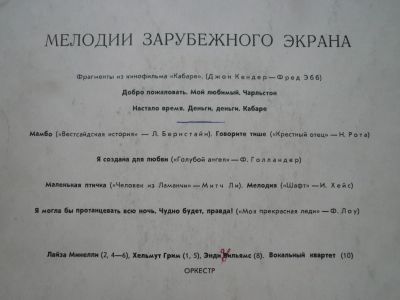 МЕЛОДИИ ЗАРУБЕЖНОГО ЭКРАНА
Фрагменты из кинофильма «Кабаре». (Джон Кендер — Фред Эбб)
Добро пожаловать. Мой любимый. Чарльстон
Настало время. Деньги, деньги. Кабаре
Мамбо («Вестсайдская история» — Л. Бернстайн). Говорите тише («Крестный отец» — Н. Рота)
Я создана для любви («Голубой ангел» — Ф. Голландер)
Маленькая птичка («Человек из Ламанчи» — Митч Ли). Мелодия («Шафт» — И. Хейс)
Я могла бы протанцевать всю ночь. Чудно будет, правда! («Моя прекрасная леди» — Ф. Лоу)
Лайза Минелли (2, 4—6), Хельмут Грим (1, 5), Энди Вильямс (8). Вокальный квартет (10)
ОРКЕСТР